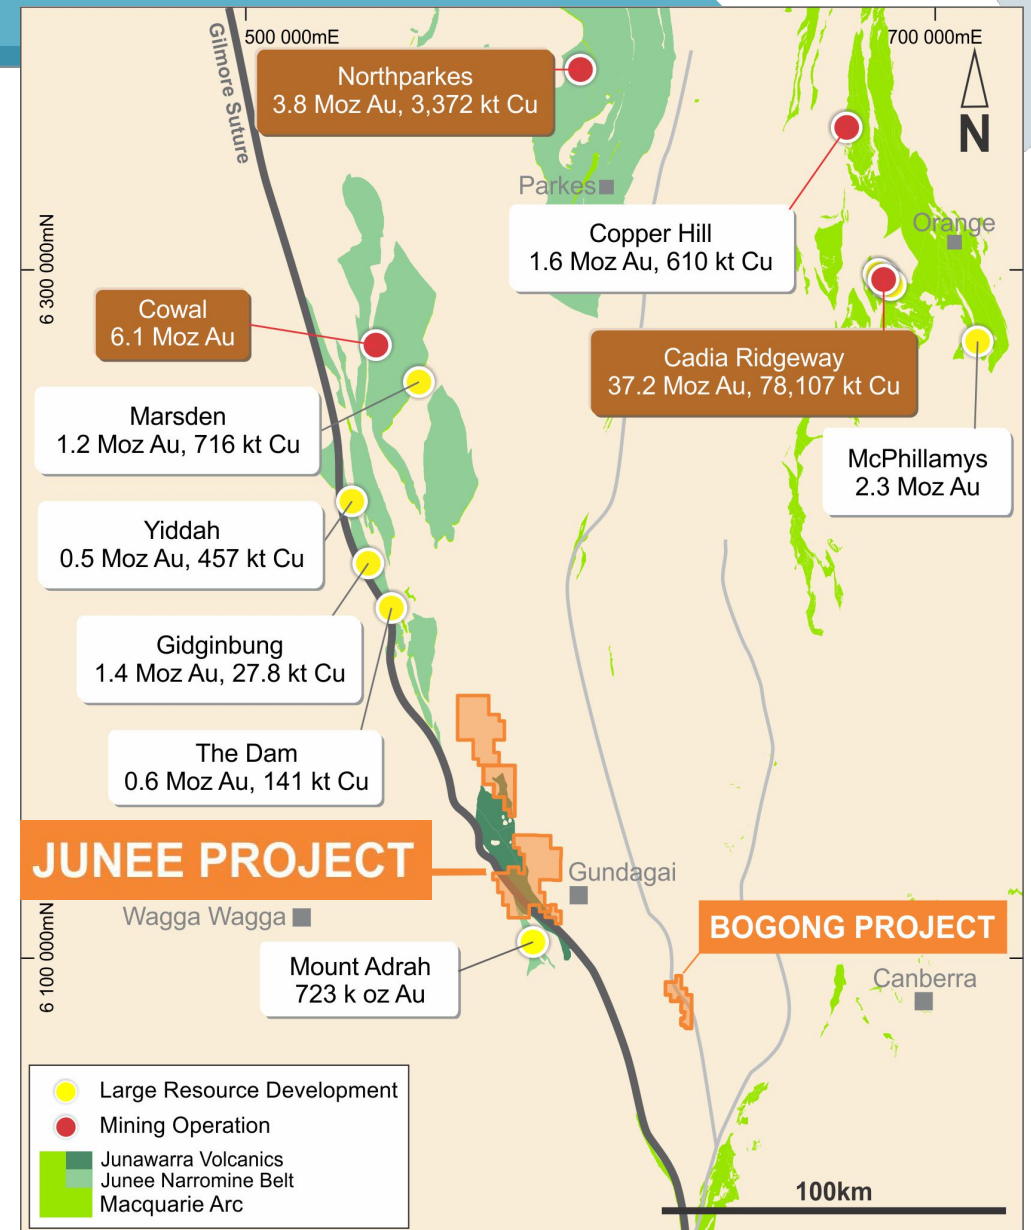 500 000mE
700 000mE
Gilmore Suture
Northparkes
3.8 Moz Au, 3,372 kt Cu
N
Parkes
Copper Hill
1.6 Moz Au, 610 kt Cu
Orange
6 300 000mN
Cowal
6.1 Moz Au
Cadia Ridgeway
37.2 Moz Au, 78,107 kt Cu
Marsden
1.2 Moz Au, 716 kt Cu
McPhillamys
2.3 Moz Au
Yiddah
0.5 Moz Au, 457 kt Cu
Gidginbung
1.4 Moz Au, 27.8 kt Cu
The Dam
0.6 Moz Au, 141 kt Cu
JUNEE PROJECT
Gundagai
Wagga Wagga
BOGONG PROJECT
6 100 000mN
Mount Adrah
723 k oz Au
Canberra
Large Resource Development
Mining Operation
Junawarra Volcanics
Junee Narromine Belt
Macquarie Arc
100km